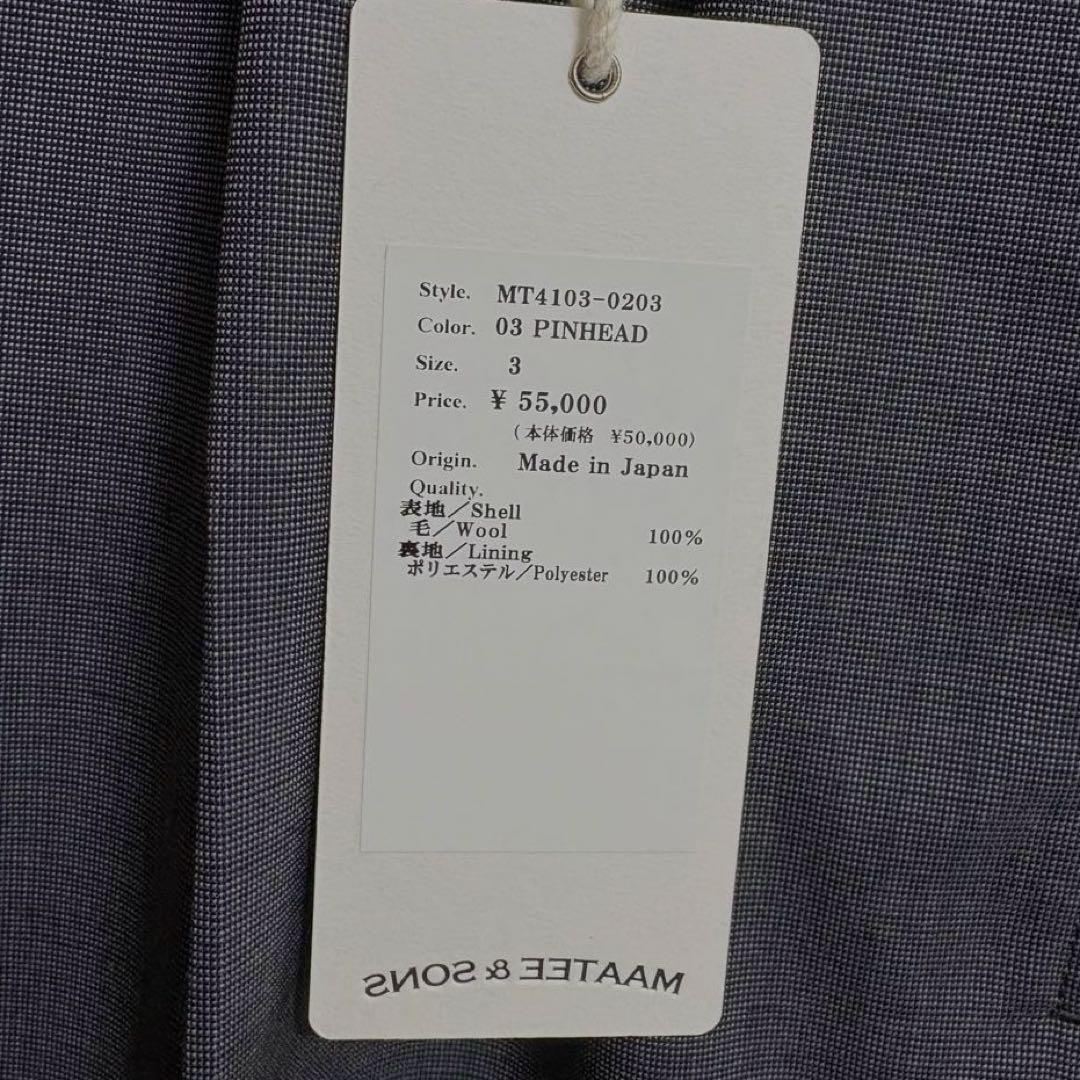 Style. MT4103-0203
Color. 03 PINHEAD
Size. 3
Price. ¥ 55,000
(本体価格 ¥50,000)
Origin. Made in Japan
Quality.
表地/Shell
毛/Wool 100%
裏地/Lining
ポリエステル/Polyester 100%
MAATEE & SONS